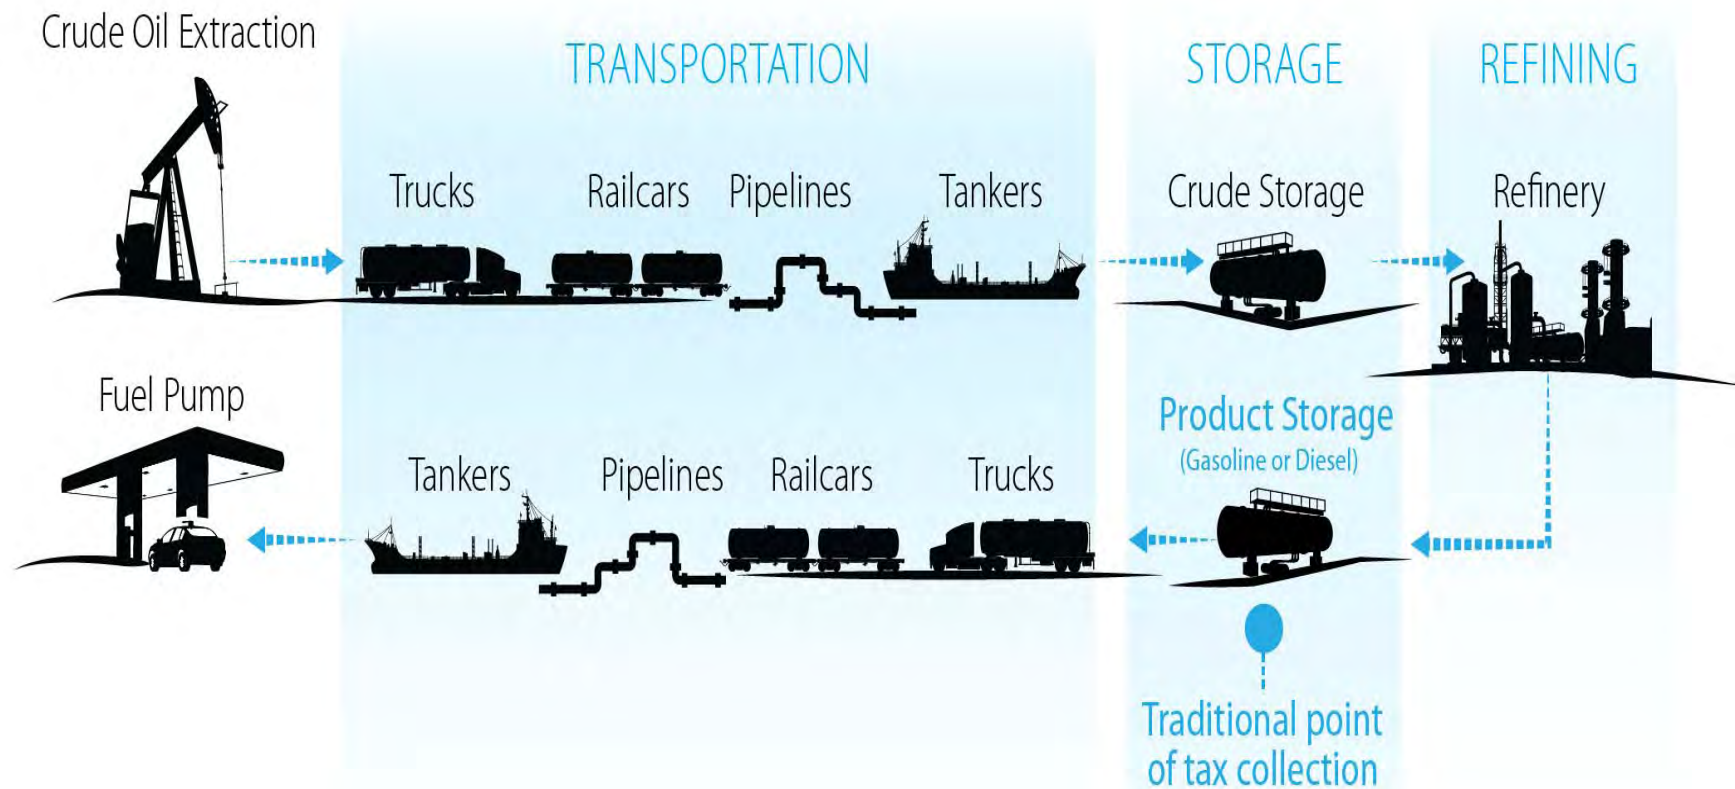 Crude Oil Extraction
TRANSPORTATION
STORAGE
REFINING
Trucks
Railcars
Pipelines
Tankers
Crude Storage
Refinery
Fuel Pump
Tankers
Pipelines
Railcars
Trucks
Product Storage
(Gasoline or Diesel)
Traditional point
of tax collection